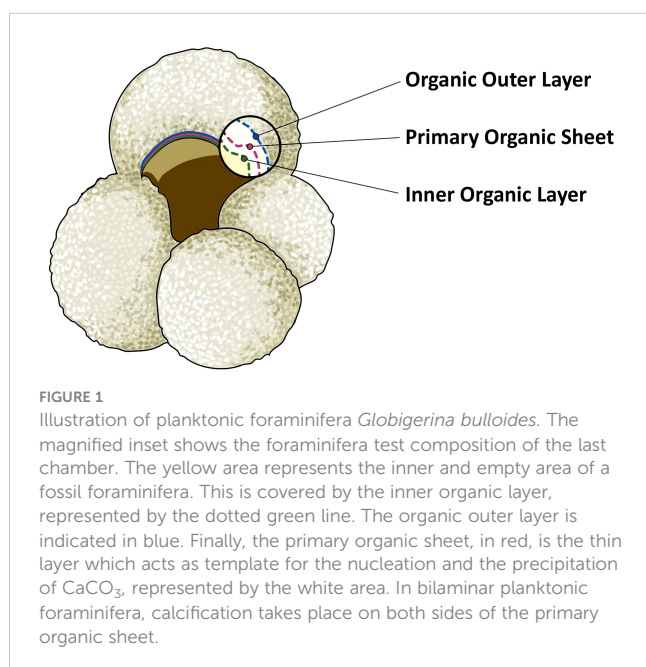 Organic Outer Layer
Primary Organic Sheet
Inner Organic Layer
FIGURE 1
Illustration of planktonic foraminifera Globigerina bulloides. The
magnified inset shows the foraminifera test composition of the last
chamber. The yellow area represents the inner and empty area of a
fossil foraminifera. This is covered by the inner organic layer,
represented by the dotted green line. The organic outer layer is
indicated in blue. Finally, the primary organic sheet, in red, is the thin
layer which acts as template for the nucleation and the precipitation
of CaCO₃, represented by the white area. In bilaminar planktonic
foraminifera, calcification takes place on both sides of the primary
organic sheet.